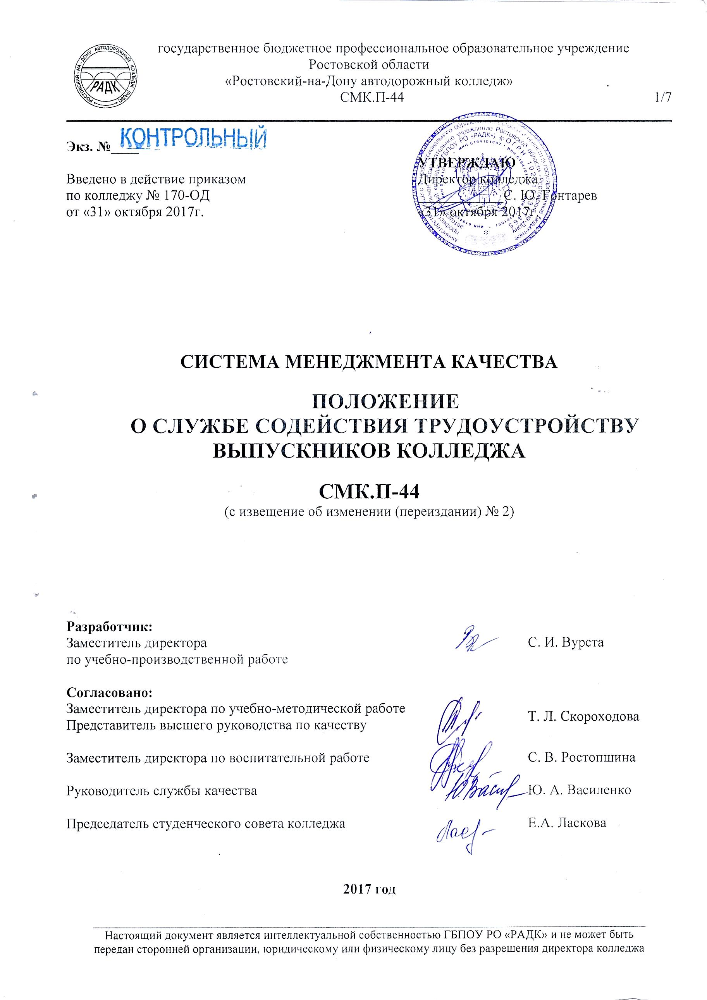 государственное бюджетное профессиональное образовательное учреждение
Ростовской области
«Ростовский-на-Дону автодорожный колледж»
СМК.П-44 1/7
РОСТОВСКИЙ-НА-ДОНУ АВТОДОРОЖНЫЙ КОЛЛЕДЖ (РАДК)
РАДК
Экз. №____ КОНТРОЛЬНЫЙ
УТВЕРЖДАЮ
Введено в действие приказом Директор колледжа
по колледжу № 170-ОД С. Ю. Гонтарев
от «31» октября 2017г. «31» октября 2017г.
СИСТЕМА МЕНЕДЖМЕНТА КАЧЕСТВА
ПОЛОЖЕНИЕ
О СЛУЖБЕ СОДЕЙСТВИЯ ТРУДОУСТРОЙСТВУ
ВЫПУСКНИКОВ КОЛЛЕДЖА
СМК.П-44
(с извещение об изменении (переиздании) № 2)
Разработчик:
Заместитель директора С. И. Вурста
по учебно-производственной работе
Согласовано:
Заместитель директора по учебно-методической работе
Представитель высшего руководства по качеству Т. Л. Скороходова
Заместитель директора по воспитательной работе С. В. Ростопшина
Руководитель службы качества Ю. А. Василенко
Председатель студенческого совета колледжа Е.А. Ласкова
2017 год
Настоящий документ является интеллектуальной собственностью ГБПОУ РО «РАДК» и не может быть
передан сторонней организации, юридическому или физическому лицу без разрешения директора колледжа